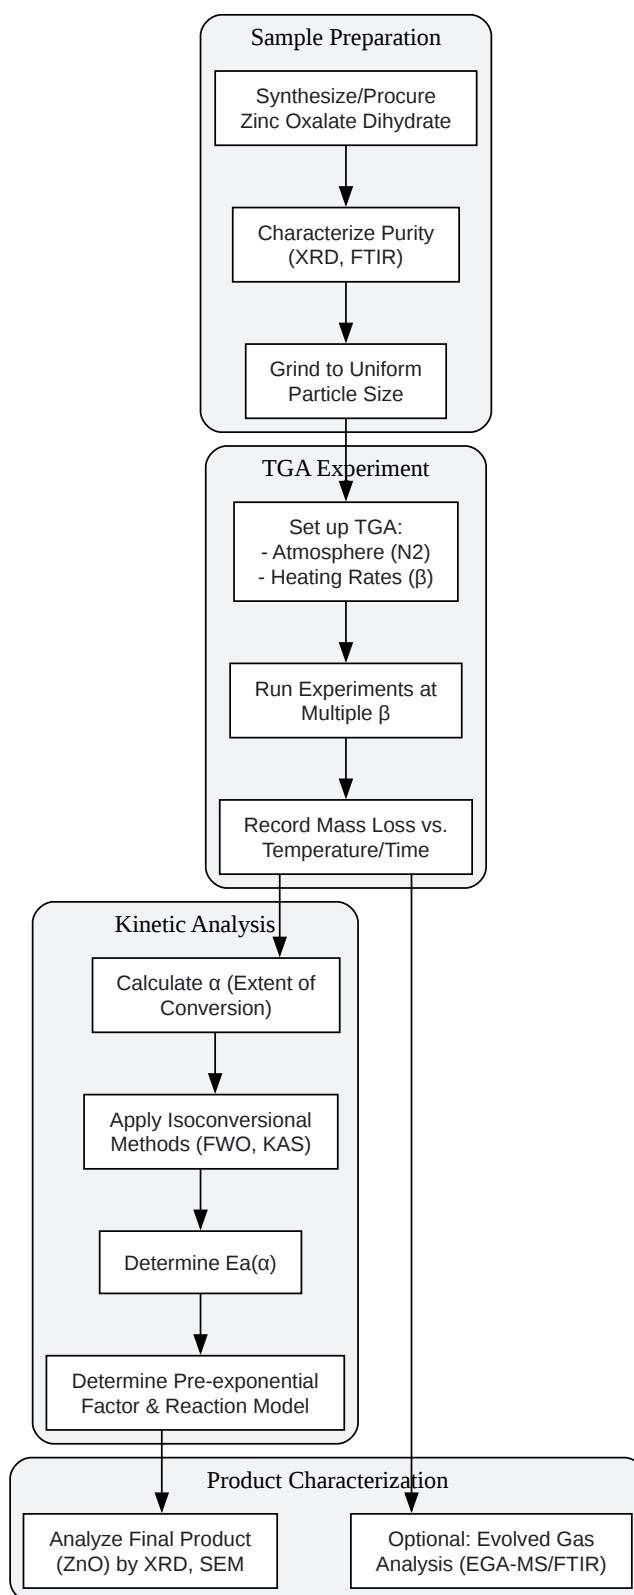 Sample Preparation
Synthesize/Procure
Zinc Oxalate Dihydrate
Characterize Purity
(XRD, FTIR)
Grind to Uniform
Particle Size
TGA Experiment
Set up TGA:
- Atmosphere (N2)
- Heating Rates (β)
Run Experiments at
Multiple β
Record Mass Loss vs.
Temperature/Time
Kinetic Analysis
Calculate α (Extent of
Conversion)
Apply Isoconversional
Methods (FWO, KAS)
Determine Ea(α)
Determine Pre-exponential
Factor & Reaction Model
Product Characterization
Analyze Final Product
(ZnO) by XRD, SEM
Optional: Evolved Gas
Analysis (EGA-MS/FTIR)